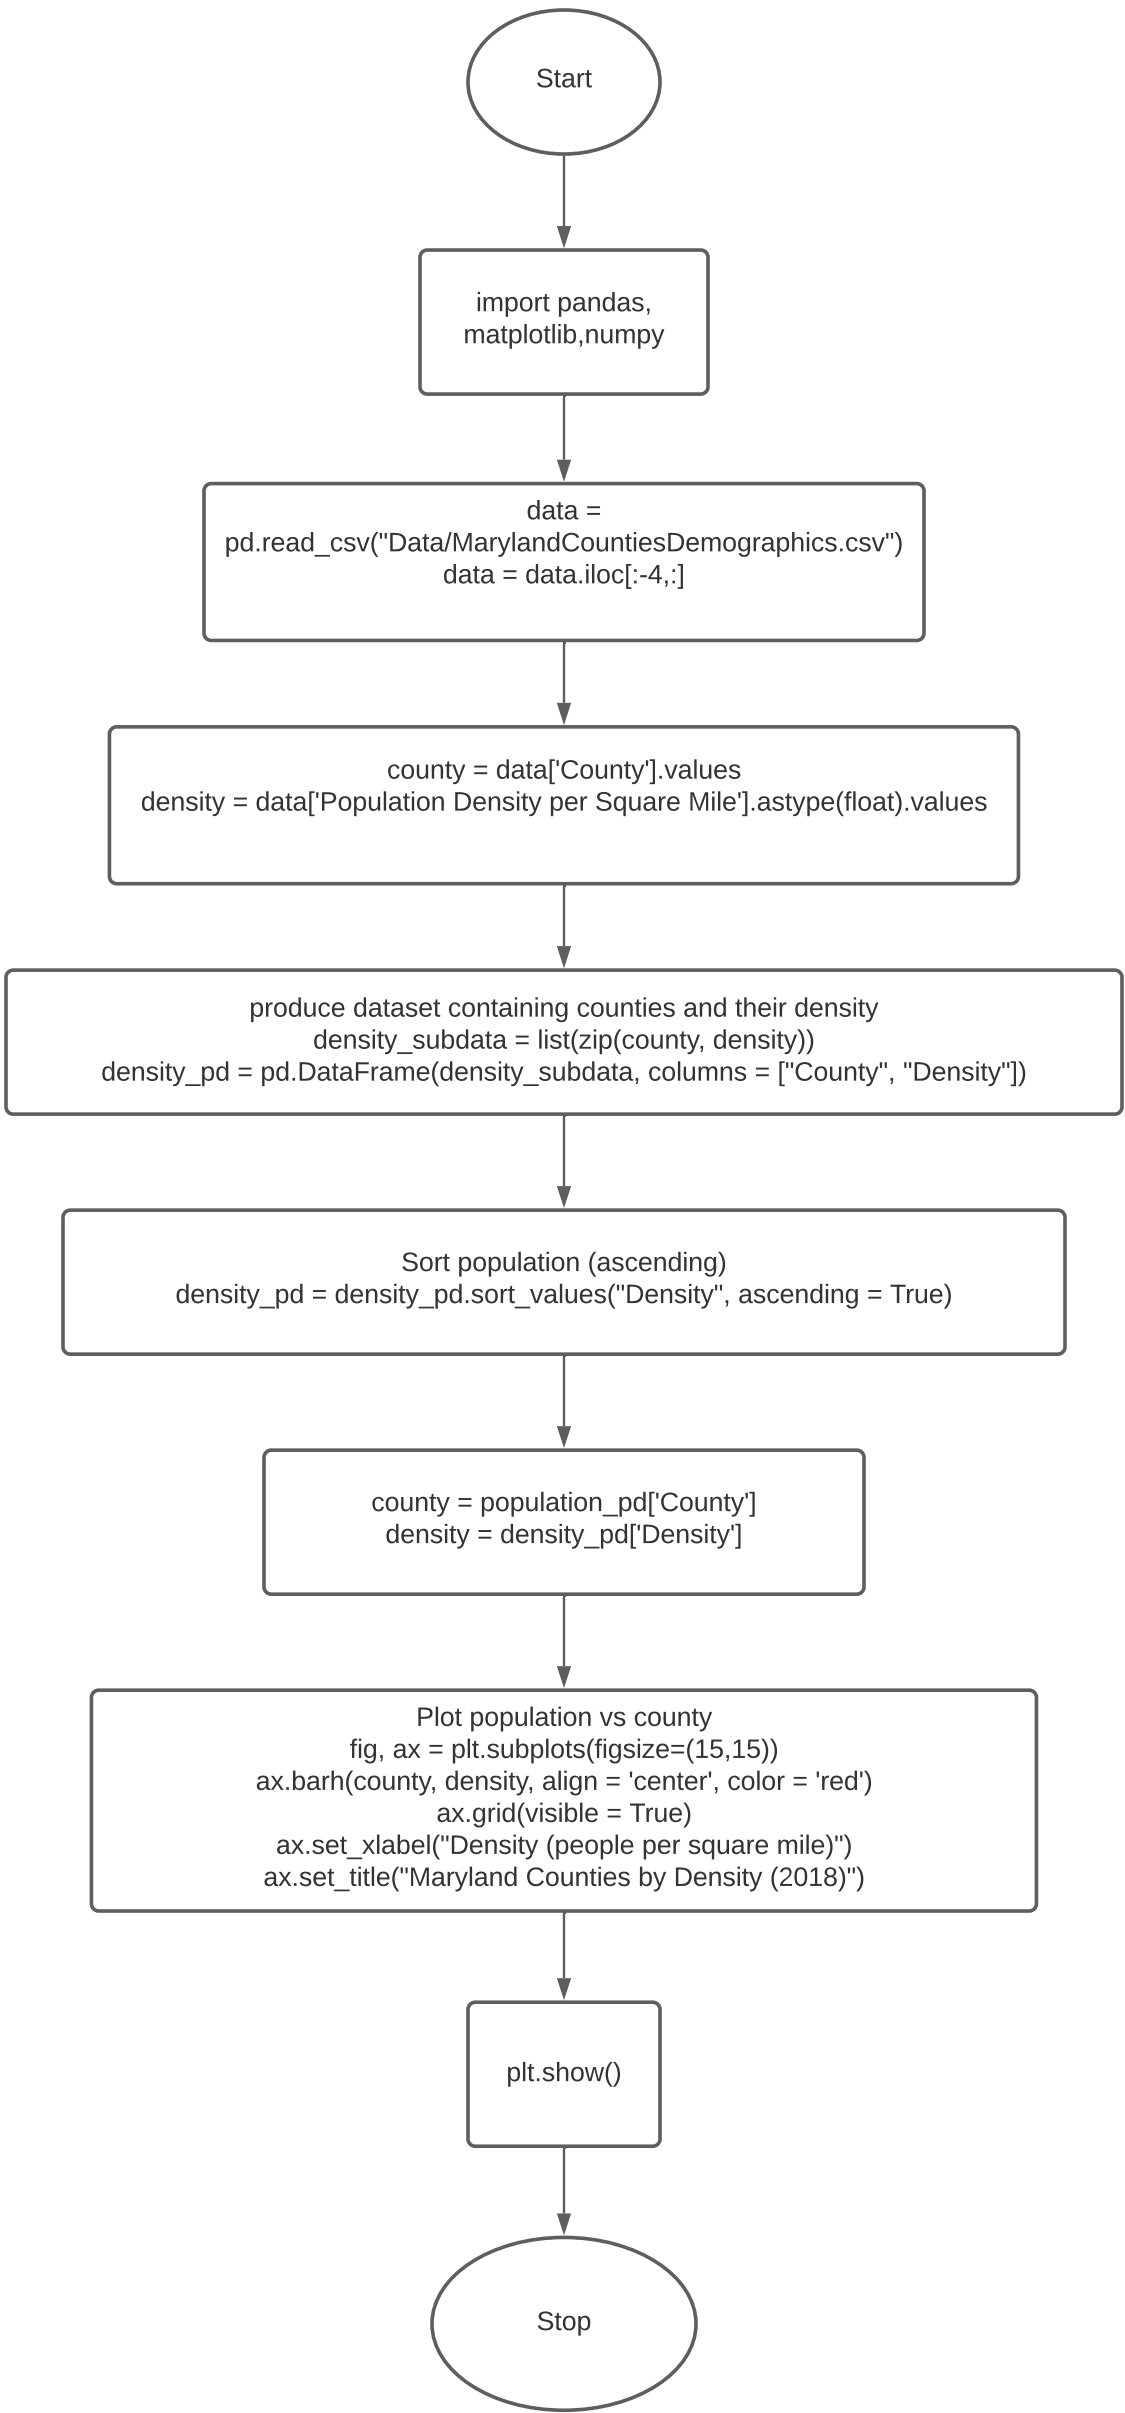 Start
import pandas,
matplotlib,numpy
data =
pd.read_csv("Data/MarylandCountiesDemographics.csv")
data = data.iloc[:-4,:]
county = data['County'].values
density = data['Population Density per Square Mile'].astype(float).values
produce dataset containing counties and their density
density_subdata = list(zip(county, density))
density_pd = pd.DataFrame(density_subdata, columns = ["County", "Density"])
Sort population (ascending)
density_pd = density_pd.sort_values("Density", ascending = True)
county = population_pd['County']
density = density_pd['Density']
Plot population vs county
fig, ax = plt.subplots(figsize=(15,15))
ax.barh(county, density, align = 'center', color = 'red')
ax.grid(visible = True)
ax.set_xlabel("Density (people per square mile)")
ax.set_title("Maryland Counties by Density (2018)")
plt.show()
Stop